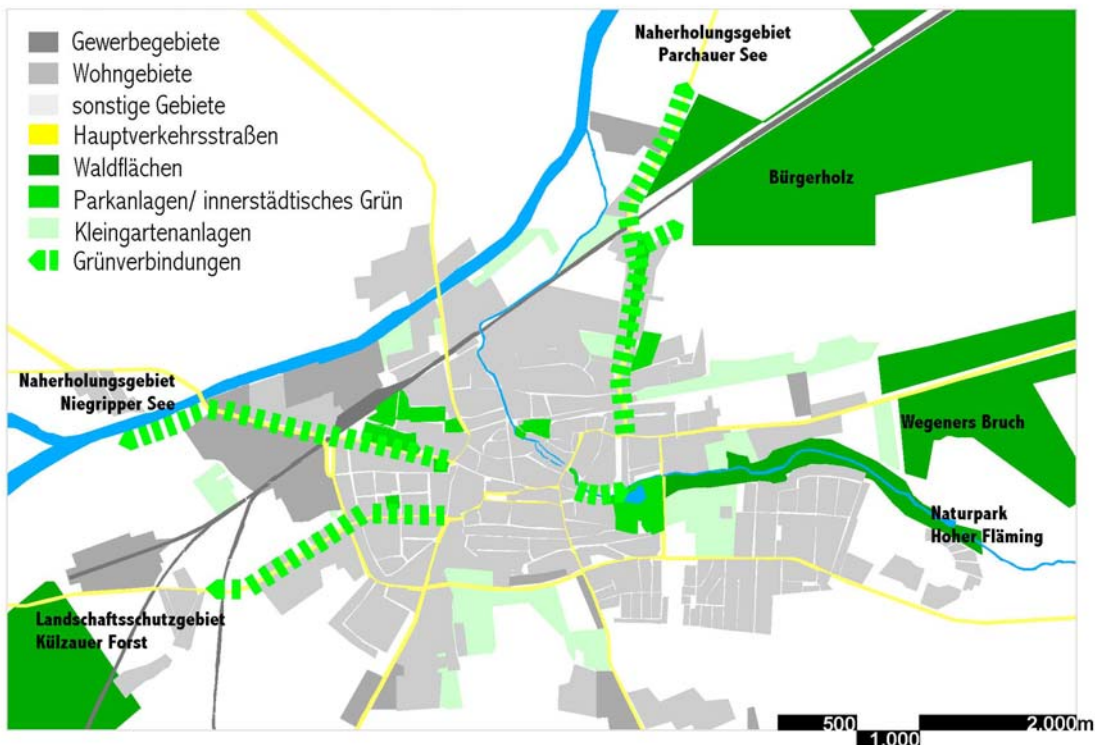 Gewerbegebiete
Wohngebiete
sonstige Gebiete
Hauptverkehrsstraßen
Waldflächen
Parkanlagen/ innerstädtisches Grün
Kleingartenanlagen
Grünverbindungen
Naherholungsgebiet
Parchauer See
Bürgerholz
Naherholungsgebiet
Niegripper See
Wegeners Bruch
Naturpark
Hoher Fläming
Landschaftsschutzgebiet
Külzauer Forst
500
2.000m
1.000